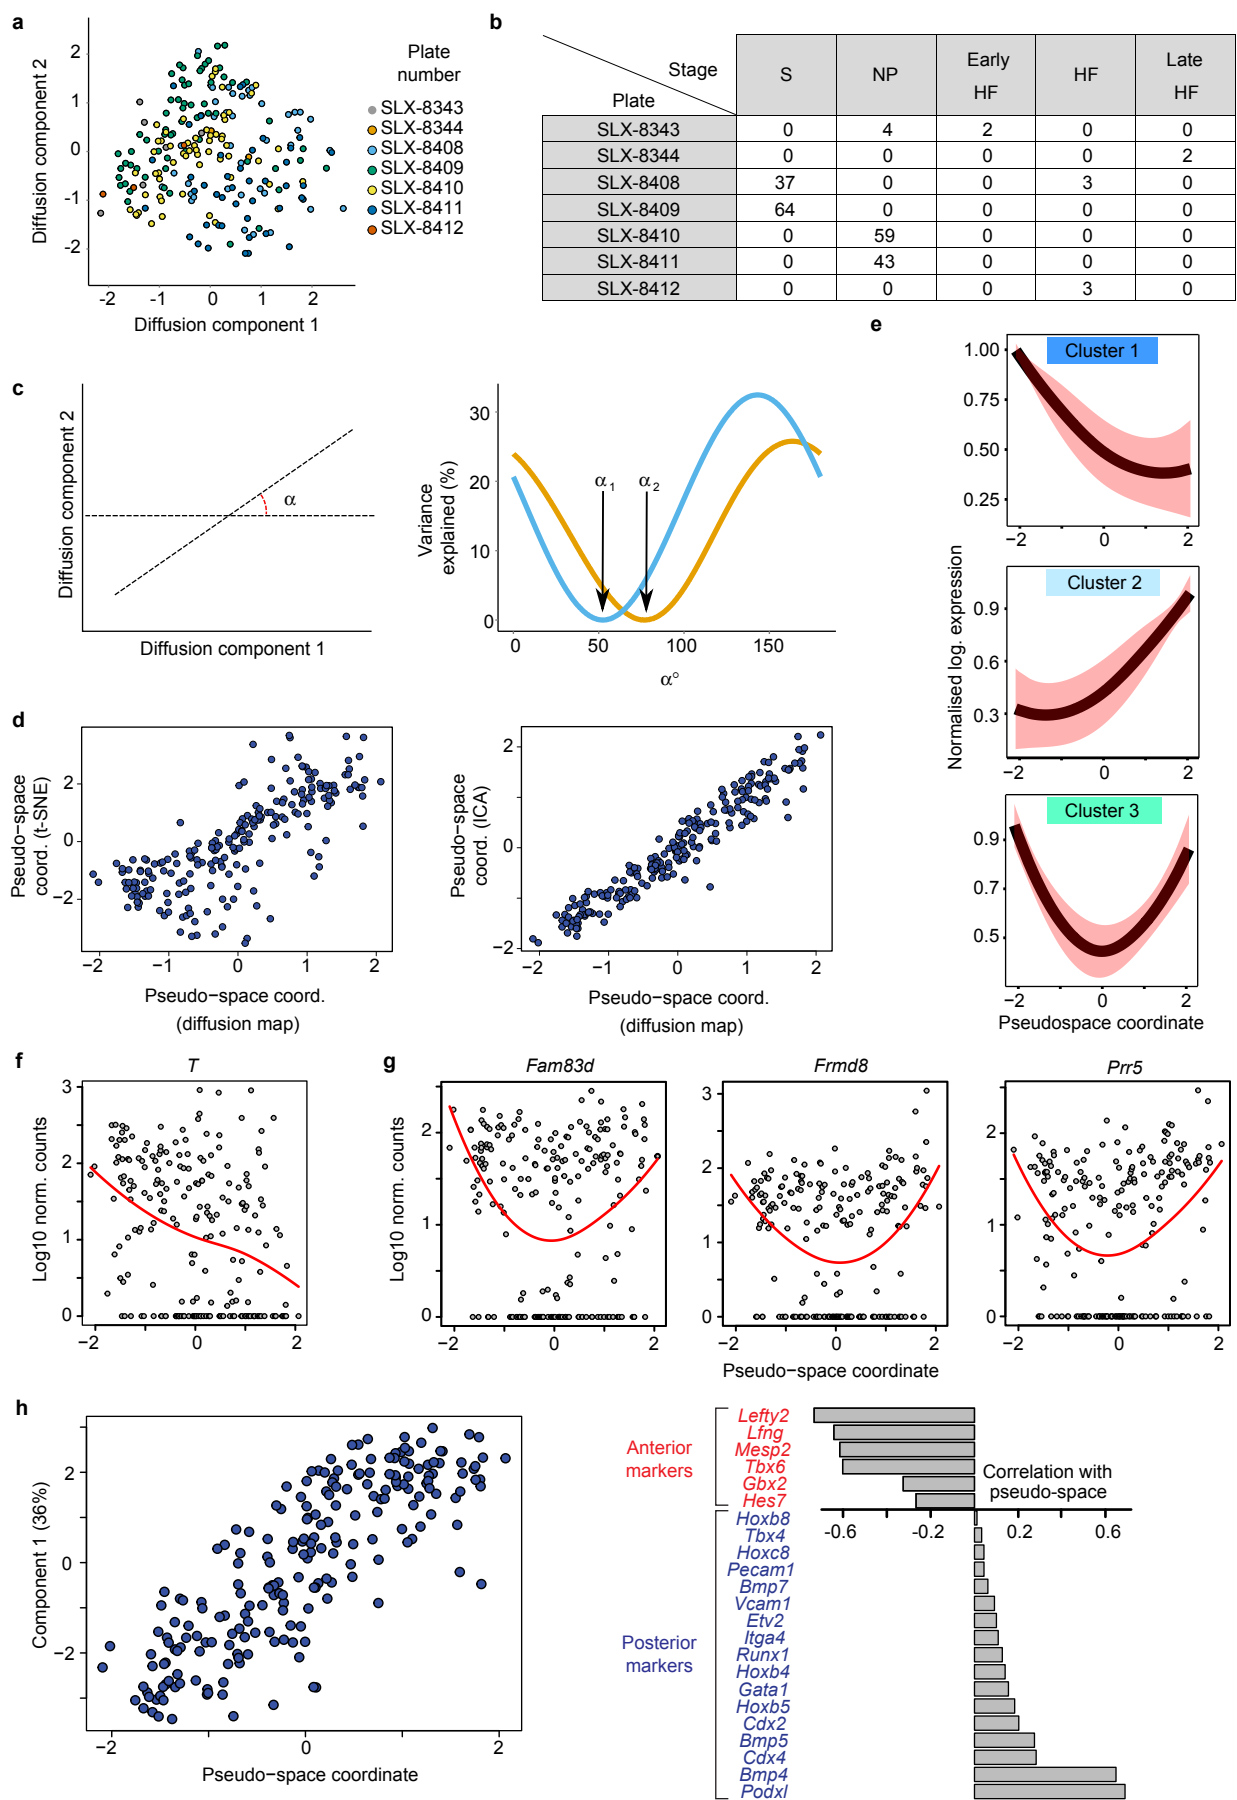 a
Diffusion component 2
2
1
0
-1
-2
-2 -1 0 1 2
Diffusion component 1
Plate
number
SLX-8343
SLX-8344
SLX-8408
SLX-8409
SLX-8410
SLX-8411
SLX-8412
b
Stage
Plate
S NP Early HF HF Late HF
SLX-8343 0 4 2 0 0
SLX-8344 0 0 0 0 2
SLX-8408 37 0 0 3 0
SLX-8409 64 0 0 0 0
SLX-8410 0 59 0 0 0
SLX-8411 0 43 0 0 0
SLX-8412 0 0 0 3 0
c
Diffusion component 2
α
Diffusion component 1
Variance
explained (%)
30
20
10
0
α1 α2
0 50 100 150
α°
d
Pseudo−space
coord. (t-SNE)
2
0
−2
−2 −1 0 1 2
Pseudo−space coord.
(diffusion map)
Pseudo−space
coord. (ICA)
2
0
−2
−2 −1 0 1 2
Pseudo−space coord.
(diffusion map)
e
Normalised log. expression
Cluster 1
1.00
0.75
0.50
0.25
−2 0 2
Cluster 2
0.9
0.6
0.3
−2 0 2
Cluster 3
0.9
0.7
0.5
−2 0 2
Pseudospace coordinate
f
T
Log10 norm. counts
3
2
1
0
−2 0 2
g
Fam83d
Log10 norm. counts
2
1
0
−2 0 2
Frmd8
3
2
1
0
−2 0 2
Prr5
2
1
0
−2 0 2
Pseudo−space coordinate
h
Component 1 (36%)
2
0
−2
−2 0 2
Pseudo−space coordinate
Anterior
markers
Lefty2
Lfng
Mesp2
Tbx6
Gbx2
Hes7
Correlation with
pseudo-space
-0.6 -0.2 0.2 0.6
Posterior
markers
Hoxb8
Tbx4
Hoxc8
Pecam1
Bmp7
Vcam1
Etv2
Itga4
Runx1
Hoxb4
Gata1
Hoxb5
Cdx2
Bmp5
Cdx4
Bmp4
Podxl